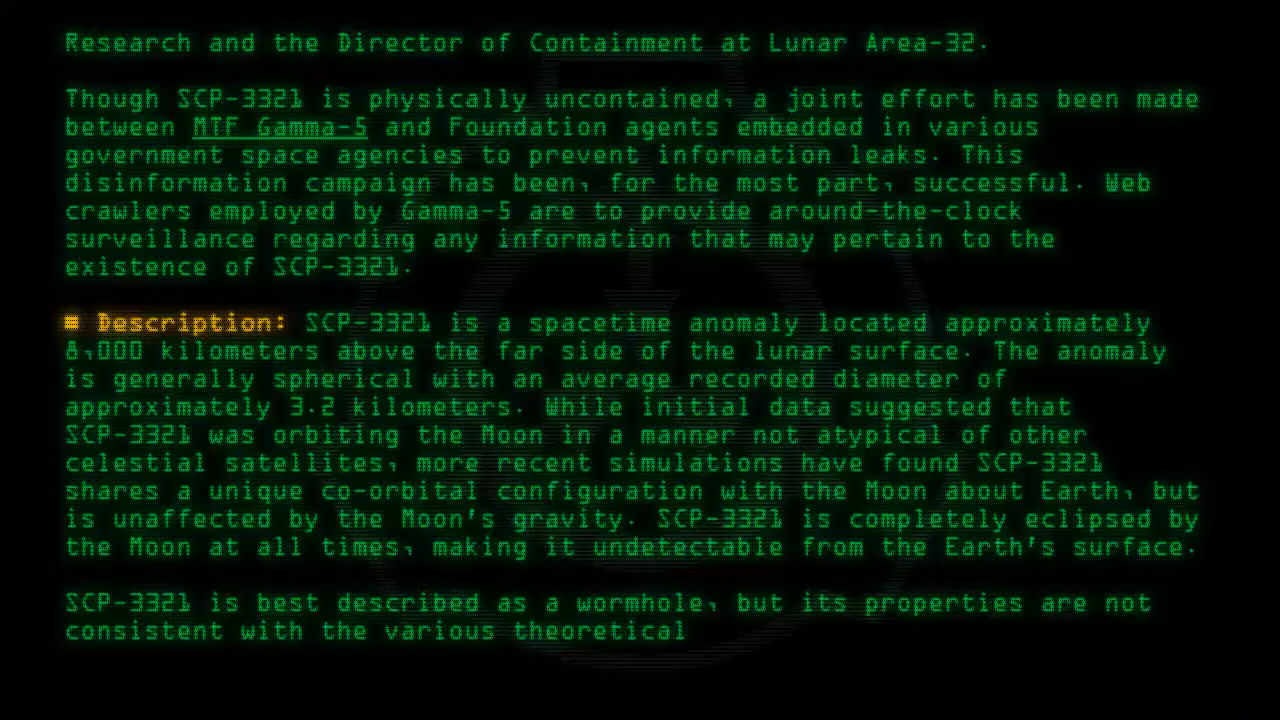 Research and the Director of Containment at Lunar Area-32.
Though SCP-3321 is physically uncontained, a joint effort has been made
between MTF Gamma-5 and Foundation agents embedded in various
government space agencies to prevent information leaks. This
disinformation campaign has been, for the most part, successful. Web
crawlers employed by Gamma-5 are to provide around-the-clock
surveillance regarding any information that may pertain to the
existence of SCP-3321.
■ Description: SCP-3321 is a spacetime anomaly located approximately
8,000 kilometers above the far side of the lunar surface. The anomaly
is generally spherical with an average recorded diameter of
approximately 3.2 kilometers. While initial data suggested that
SCP-3321 was orbiting the Moon in a manner not atypical of other
celestial satellites, more recent simulations have found SCP-3321
shares a unique co-orbital configuration with the Moon about Earth, but
is unaffected by the Moon's gravity. SCP-3321 is completely eclipsed by
the Moon at all times, making it undetectable from the Earth's surface.
SCP-3321 is best described as a wormhole, but its properties are not
consistent with the various theoretical